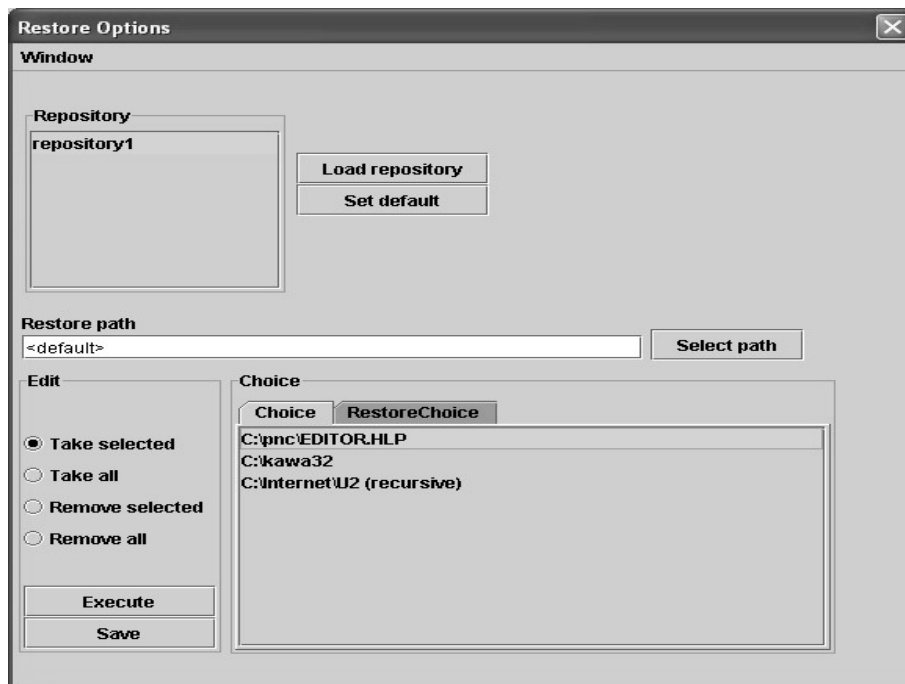 Restore Options
Window
Repository
repository1
Load repository
Set default
Restore path
<default>
Select path
Edit
Take selected
Take all
Remove selected
Remove all
Execute
Save
Choice
Choice RestoreChoice
C:\pnc\EDITOR.HLP
C:\kawa32
C:\Internet\U2 (recursive)